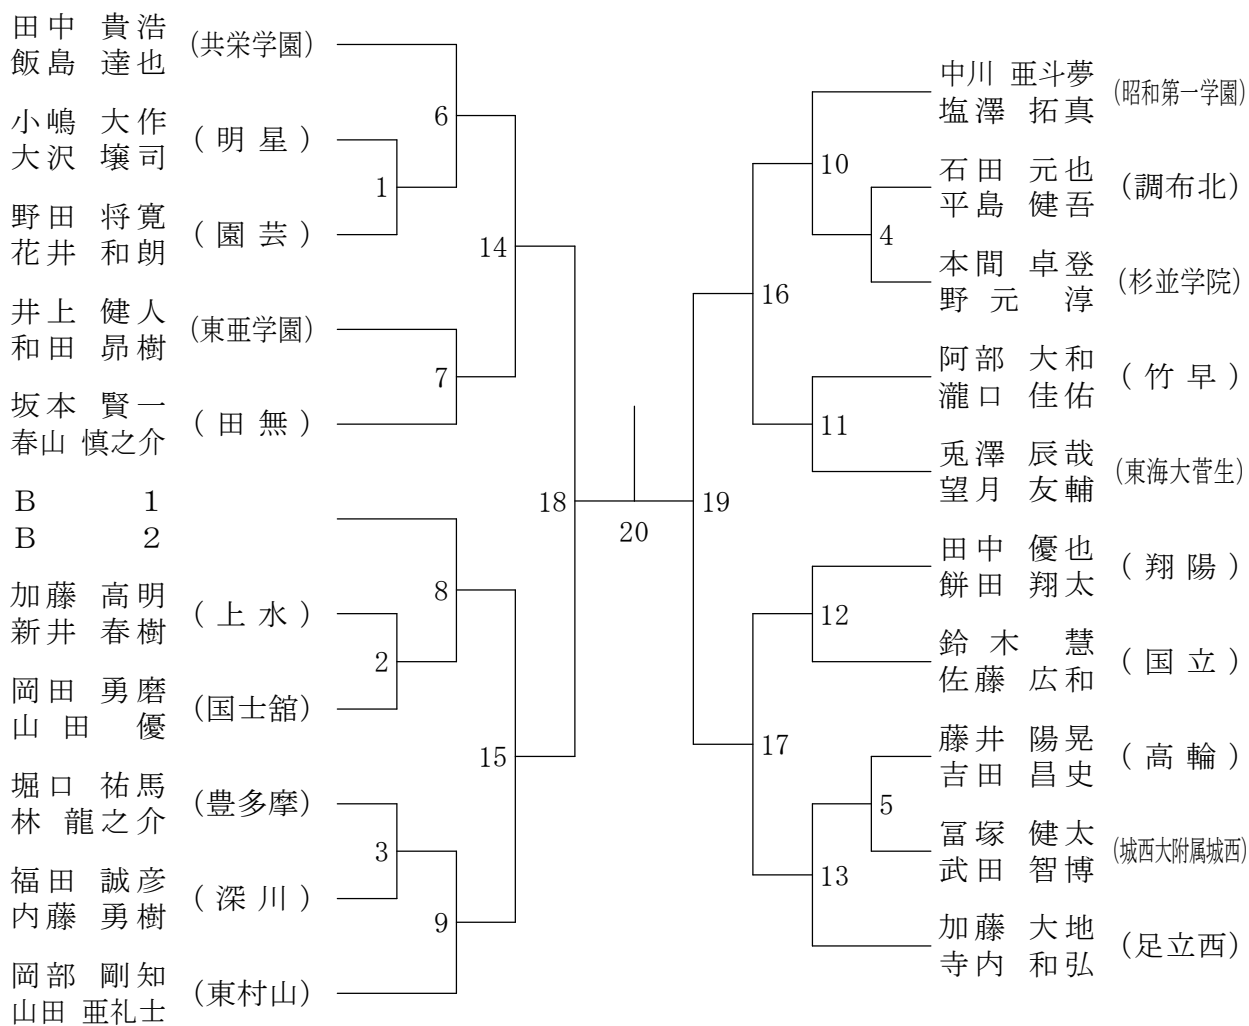 田中 貴浩
飯島 達也
(共栄学園)
小嶋 大作
大沢 壌司
(明星)
野田 将寛
花井 和朗
(園芸)
井上 健人
和田 昴樹
(東亜学園)
坂本 賢一
春山 慎之介
(田無)
B 1
B 2
加藤 高明
新井 春樹
(上水)
岡田 勇磨
山田 優
(国士舘)
堀口 祐馬
林 龍之介
(豊多摩)
福田 誠彦
内藤 勇樹
(深川)
岡部 剛知
山田 亜礼士
(東村山)
6
1
14
7
18
8
2
15
3
9
20
10
4
16
11
19
12
17
5
13
中川 亜斗夢
塩澤 拓真
(昭和第一学園)
石田 元也
平島 健吾
(調布北)
本間 卓登
野元 淳
(杉並学院)
阿部 大和
瀧口 佳佑
(竹早)
兎澤 辰哉
望月 友輔
(東海大菅生)
田中 優也
餅田 翔太
(翔陽)
鈴木 慧
佐藤 広和
(国立)
藤井 陽晃
吉田 昌史
(高輪)
冨塚 健太
武田 智博
(城西大附属城西)
加藤 大地
寺内 和弘
(足立西)